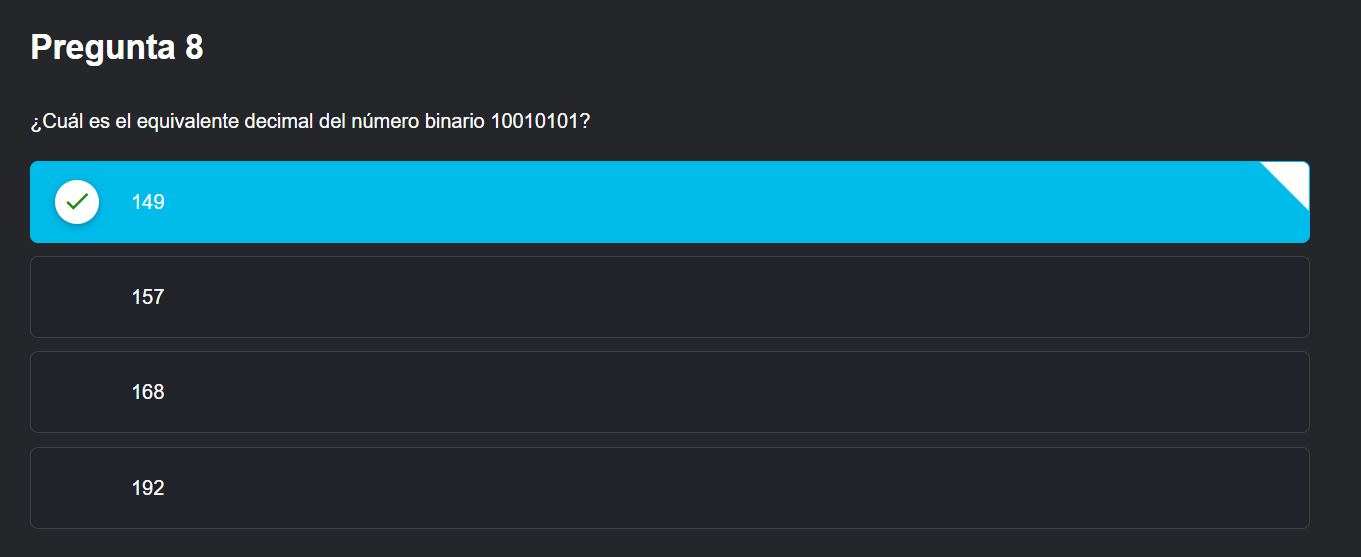 Pregunta 8
¿Cuál es el equivalente decimal del número binario 10010101?
149
157
168
192